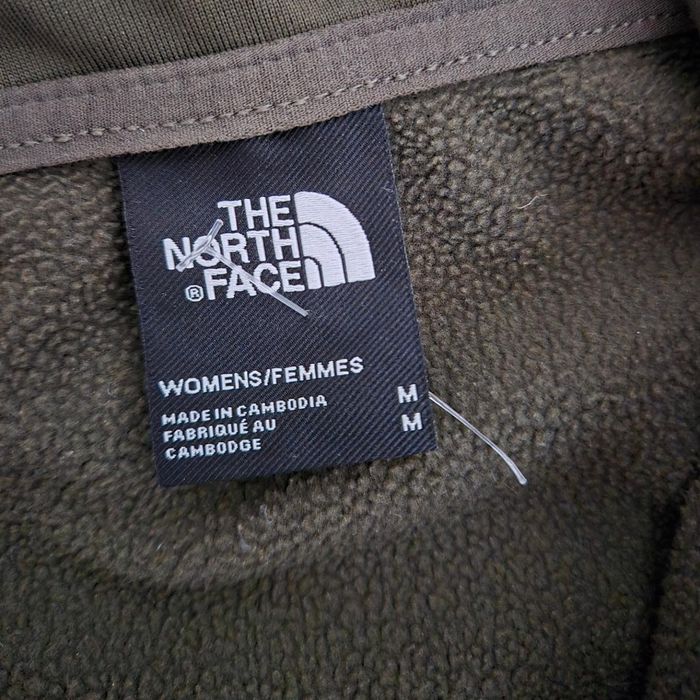 THE
NORTH
® FACE
WOMENS/FEMMES
MADE IN CAMBODIA M
FABRIQUÉ AU M
CAMBODGE